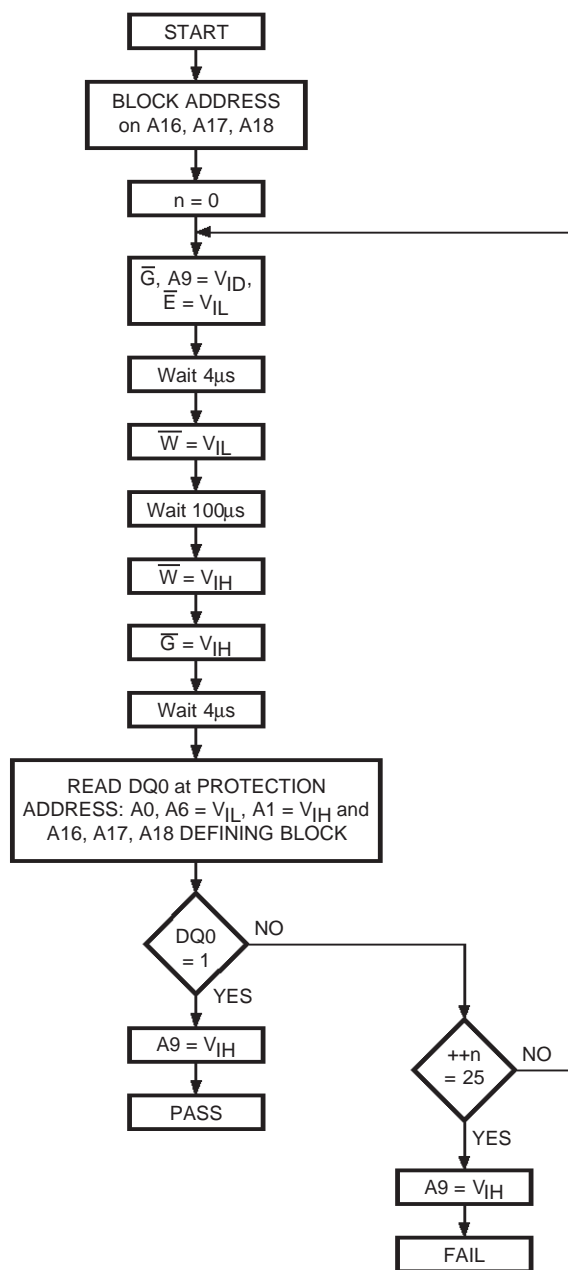 START
BLOCK ADDRESS
on A16, A17, A18
n = 0
G̅, A9 = VID,
E̅ = VIL
Wait 4µs
W̅ = VIL
Wait 100µs
W̅ = VIH
G̅ = VIH
Wait 4µs
READ DQ0 at PROTECTION
ADDRESS: A0, A6 = VIL, A1 = VIH and
A16, A17, A18 DEFINING BLOCK
DQ0
= 1
NO
YES
A9 = VIH
PASS
++n
= 25
NO
YES
A9 = VIH
FAIL